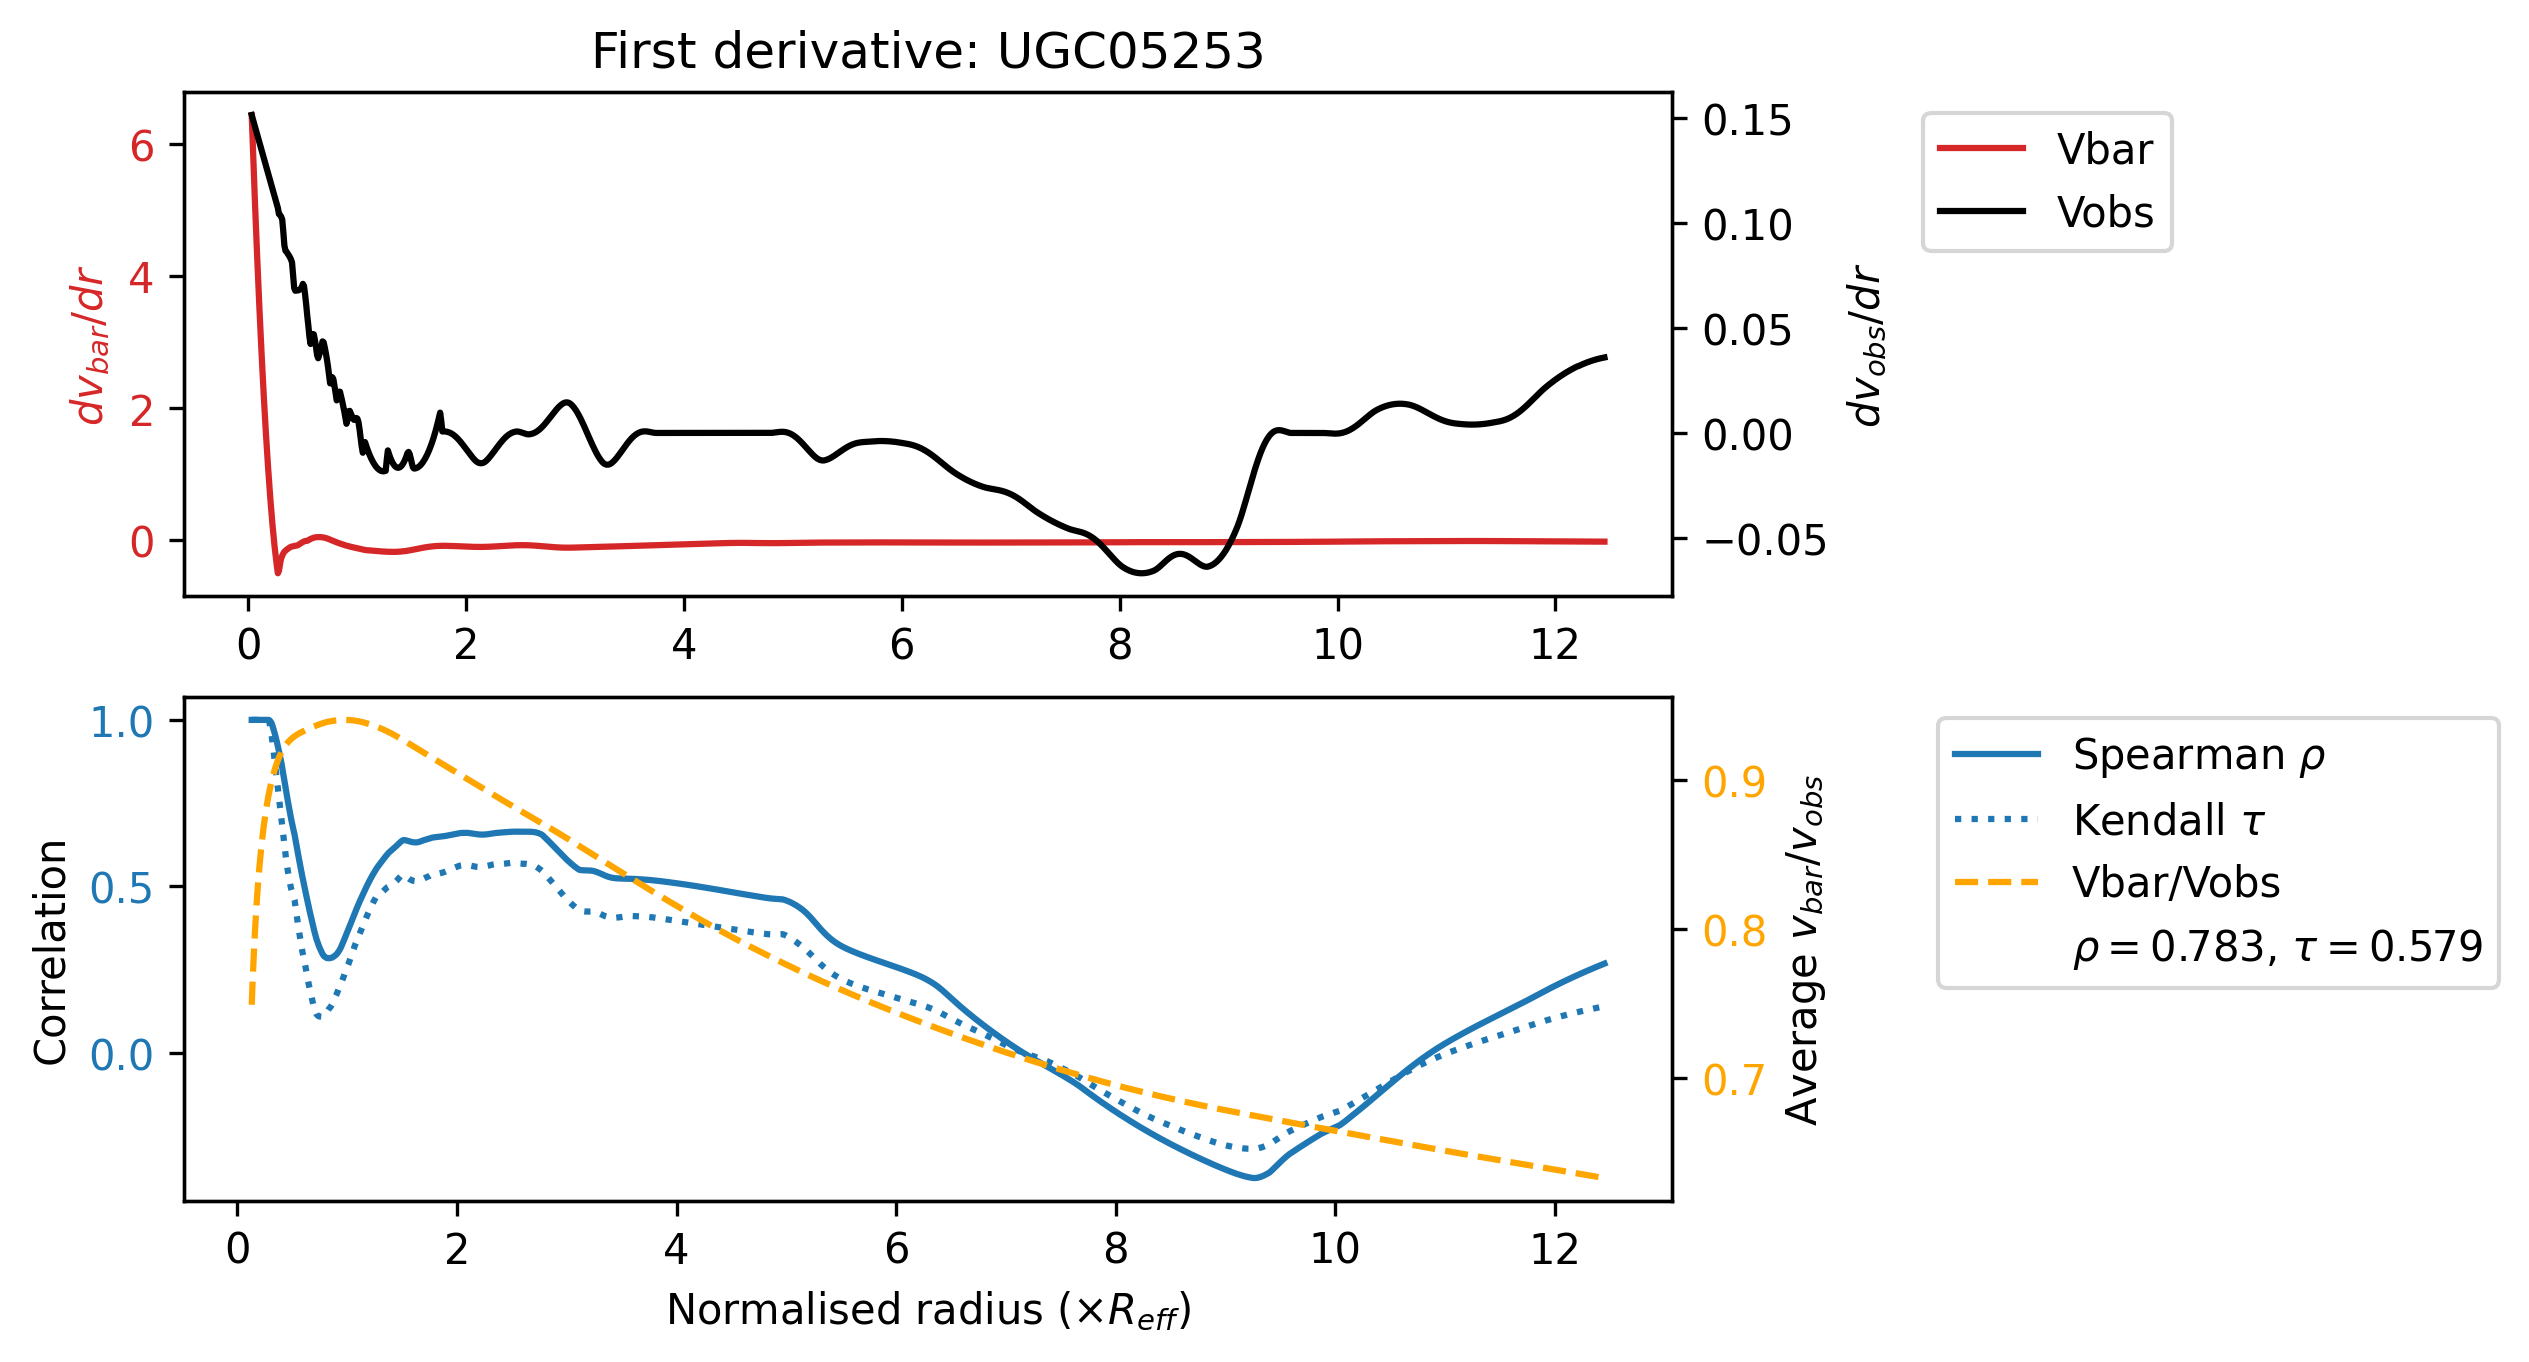 First derivative: UGC05253
6
4
2
0
dv_bar/dr
0.15
0.10
0.05
0.00
−0.05
dv_obs/dr
0 2 4 6 8 10 12
Vbar
Vobs
1.0
0.5
0.0
Correlation
0.9
0.8
0.7
Average v_bar/v_obs
0 2 4 6 8 10 12
Normalised radius (×R_eff)
Spearman ρ
Kendall τ
Vbar/Vobs
ρ = 0.783, τ = 0.579